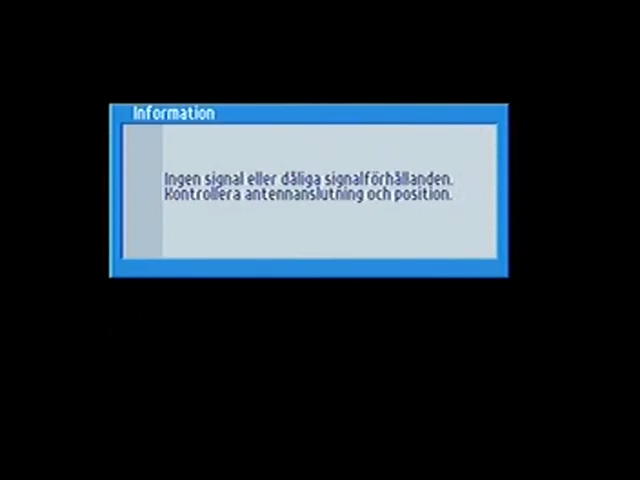 Information
Ingen signal eller dåliga signalförhållanden.
Kontrollera antennanslutning och position.